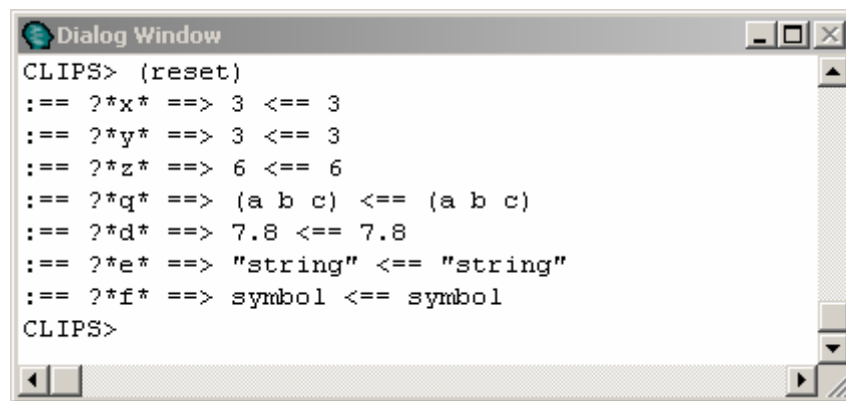 Dialog Window
CLIPS> (reset)
:== ?*x* ==> 3 <== 3
:== ?*y* ==> 3 <== 3
:== ?*z* ==> 6 <== 6
:== ?*q* ==> (a b c) <== (a b c)
:== ?*d* ==> 7.8 <== 7.8
:== ?*e* ==> "string" <== "string"
:== ?*f* ==> symbol <== symbol
CLIPS>